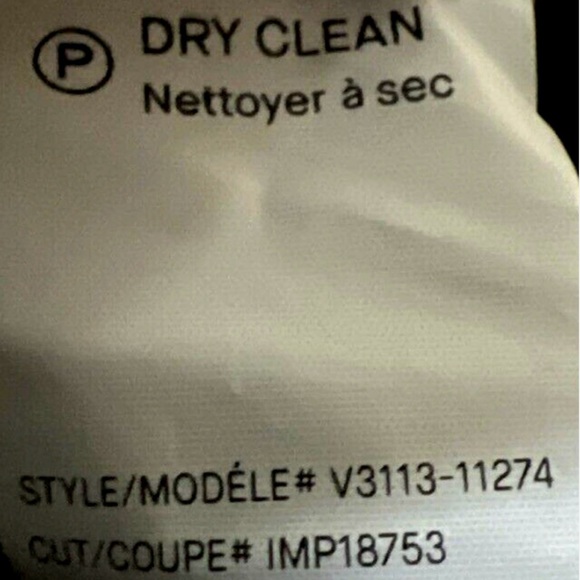 P DRY CLEAN
Nettoyer à sec
STYLE/MODÉLE# V3113-11274
CUT/COUPE# IMP18753